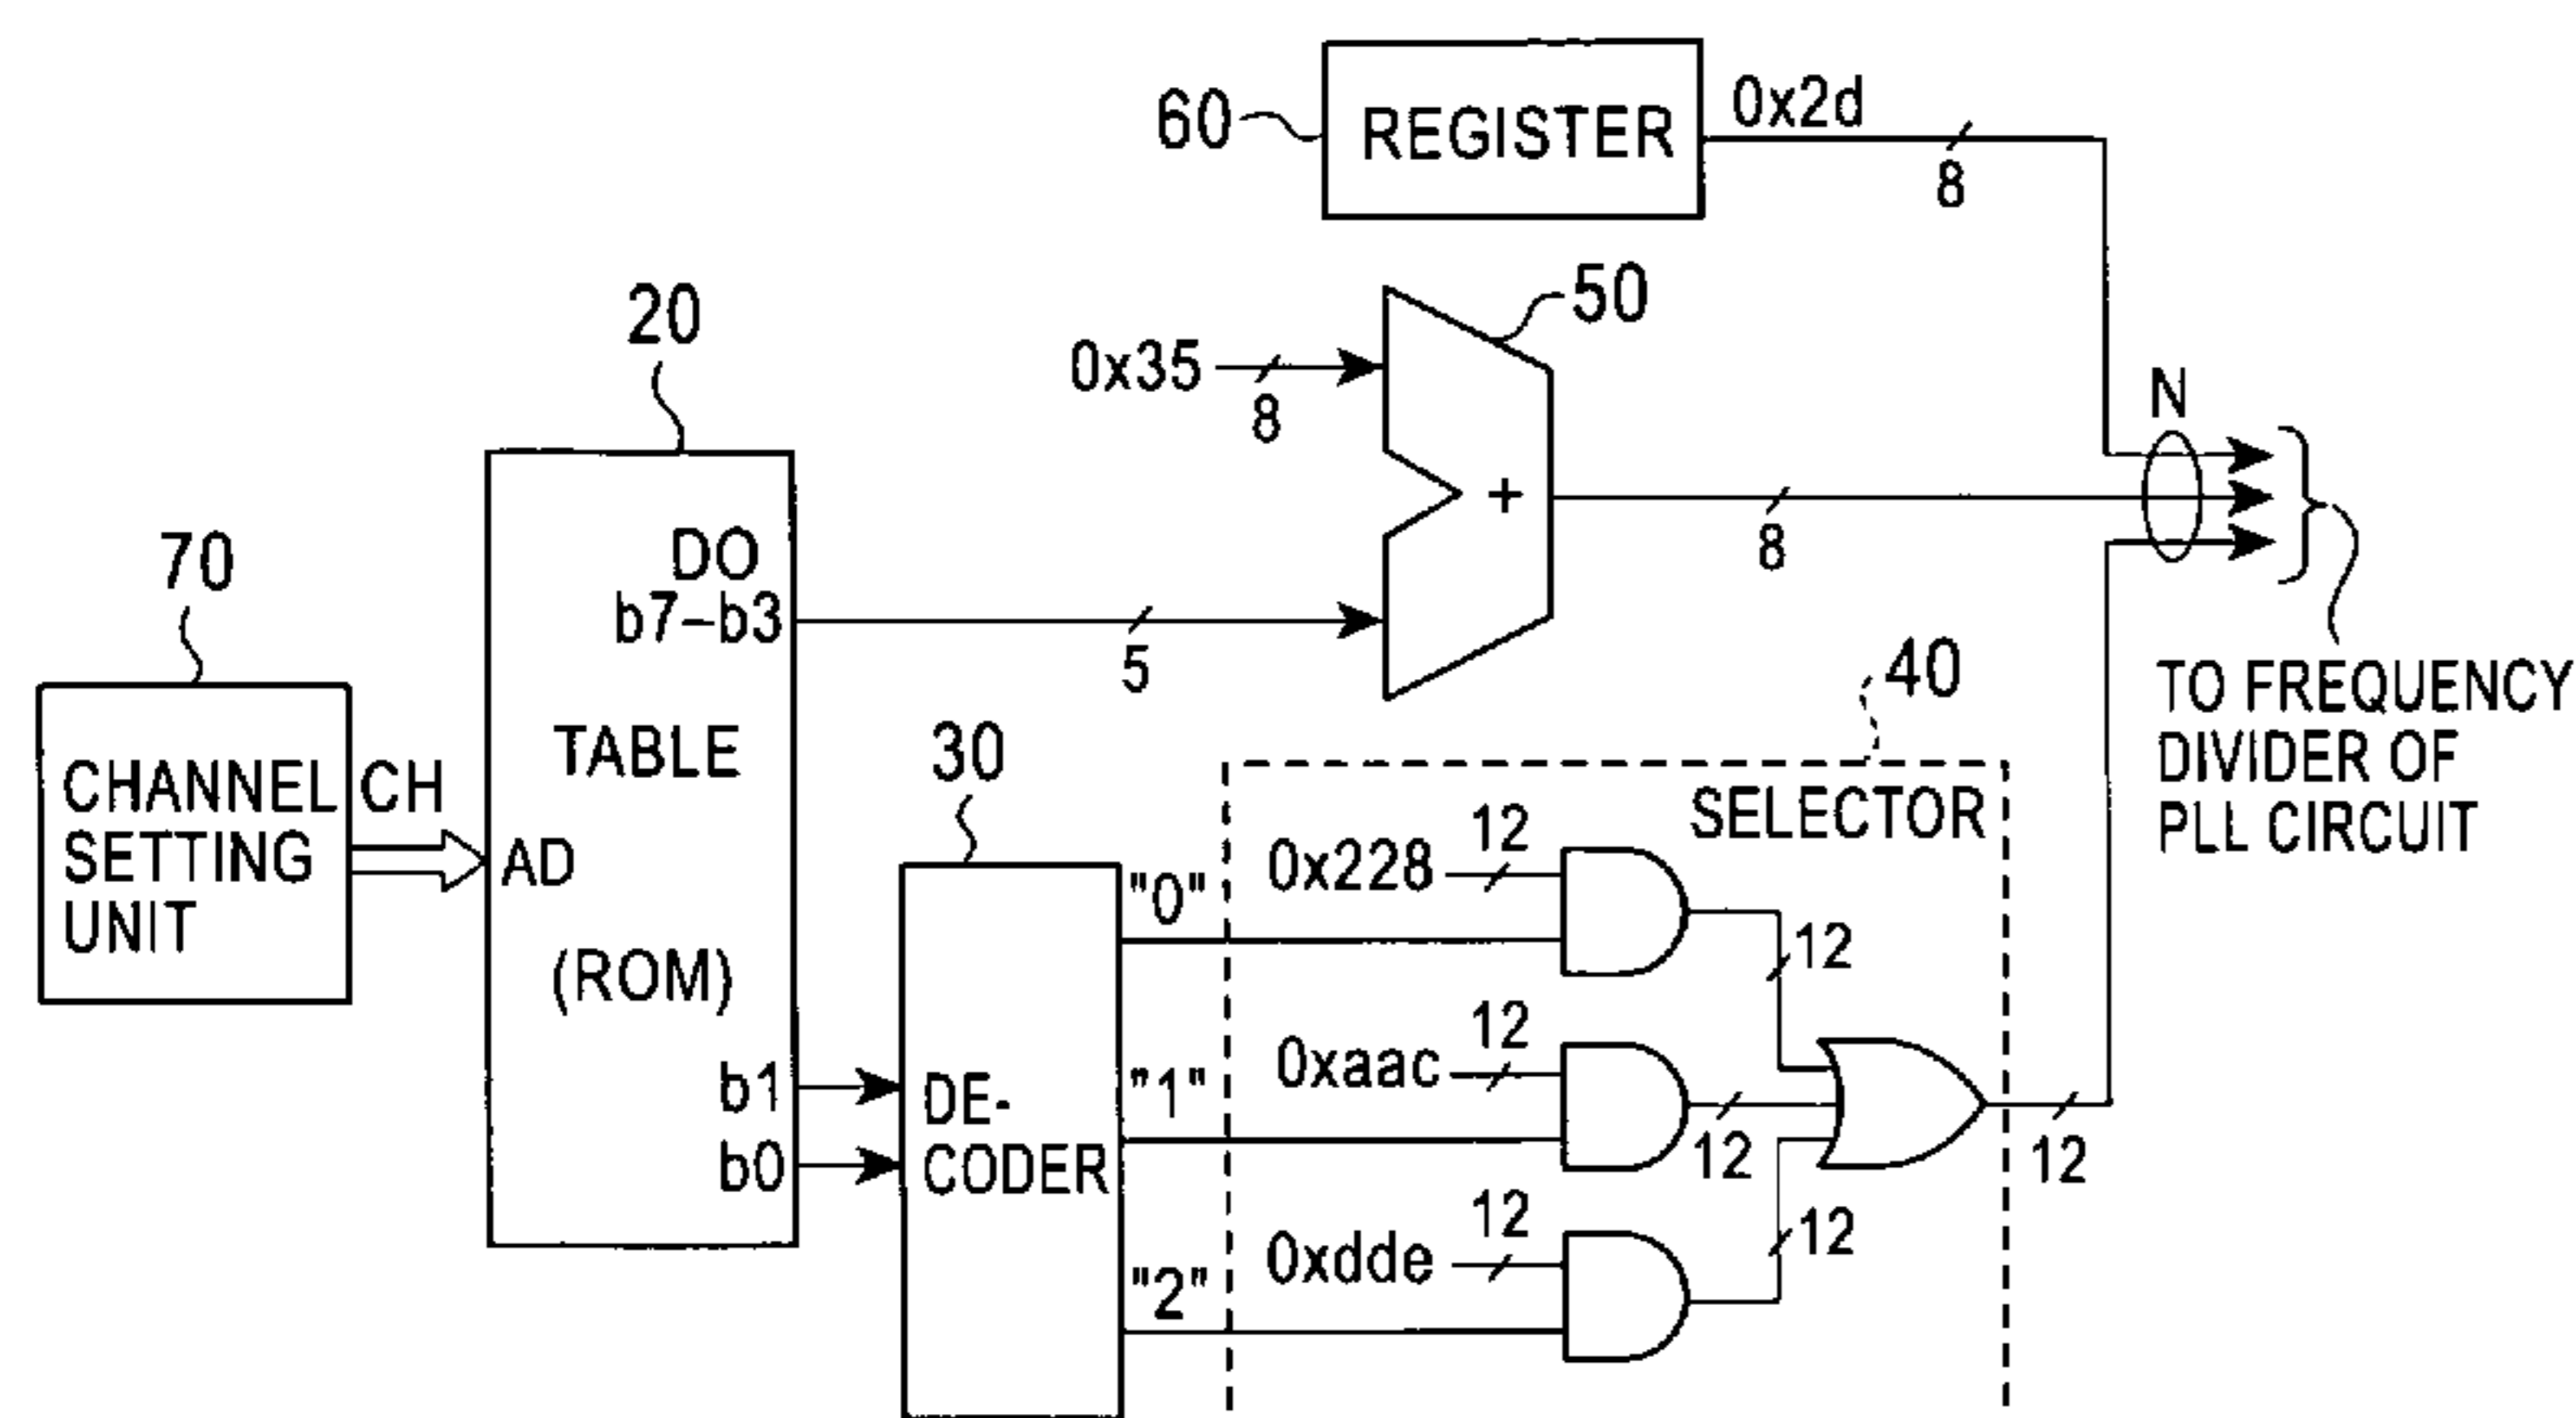 60
REGISTER
0x2d
8
20
50
0x35
8
N
+
8
70
DO
b7–b3
5
TO FREQUENCY
DIVIDER OF
PLL CIRCUIT
CHANNEL
SETTING
UNIT
CH
AD
TABLE
(ROM)
30
40
SELECTOR
"0"
0x228
12
12
b1
b0
DE-
CODER
"1"
0xaac
12
12
12
"2"
0xdde
12
12